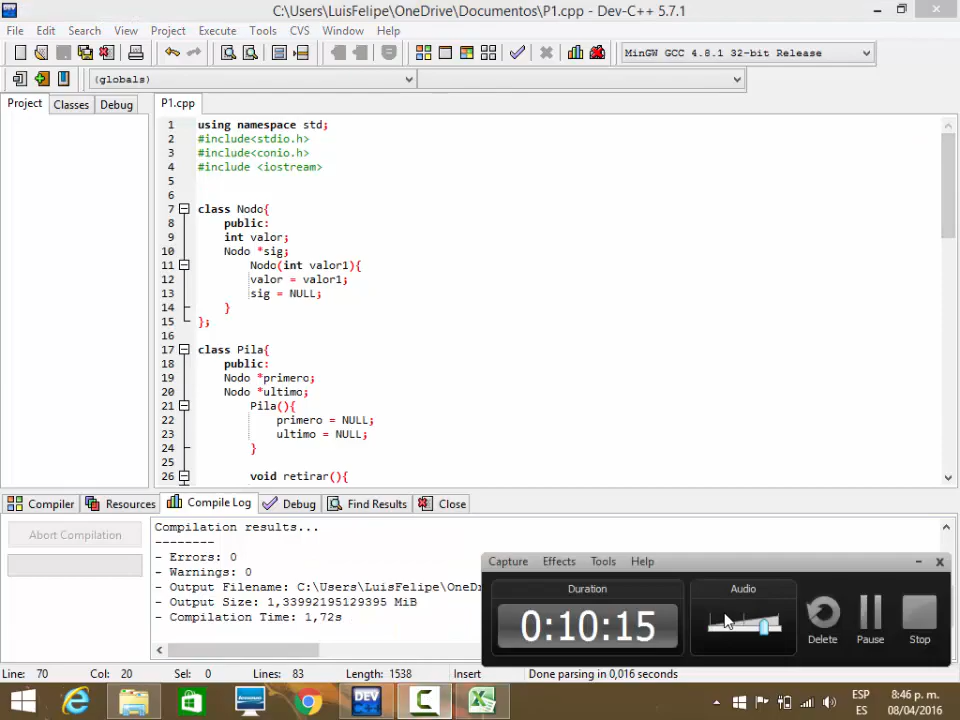 C:\Users\LuisFelipe\OneDrive\Documentos\P1.cpp - Dev-C++ 5.7.1
File Edit Search View Project Execute Tools CVS Window Help
MinGW GCC 4.8.1 32-bit Release
(globals)
Project Classes Debug P1.cpp
1 using namespace std;
2 #include<stdio.h>
3 #include<conio.h>
4 #include <iostream>
5
6
7 class Nodo{
8 public:
9 int valor;
10 Nodo *sig;
11 Nodo(int valor1){
12 valor = valor1;
13 sig = NULL;
14 }
15 };
16
17 class Pila{
18 public:
19 Nodo *primero;
20 Nodo *ultimo;
21 Pila(){
22 primero = NULL;
23 ultimo = NULL;
24 }
25
26 void retirar(){
Compiler Resources Compile Log Debug Find Results Close
Abort Compilation
Compilation results...
--------
- Errors: 0
- Warnings: 0
- Output Filename: C:\Users\LuisFelipe\OneD
- Output Size: 1,33992195129395 MiB
- Compilation Time: 1,72s
Capture Effects Tools Help
Duration
0:10:15
Audio
Delete Pause Stop
Line: 70 Col: 20 Sel: 0 Lines: 83 Length: 1538 Insert Done parsing in 0,016 seconds
DEV
ESP
ES
8:46 p. m.
08/04/2016